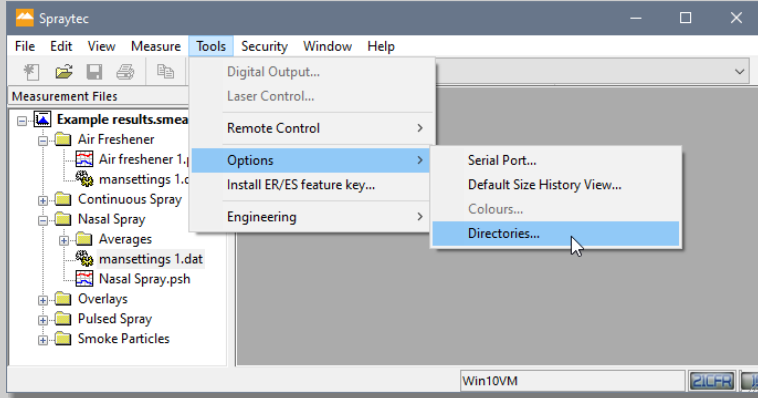 Spraytec
File Edit View Measure Tools Security Window Help
Measurement Files
Example results.smea
Air Freshener
Air freshener 1.p
mansettings 1.d
Continuous Spray
Nasal Spray
Averages
mansettings 1.dat
Nasal Spray.psh
Overlays
Pulsed Spray
Smoke Particles
Digital Output...
Laser Control...
Remote Control
Options
Install ER/ES feature key...
Engineering
Serial Port...
Default Size History View...
Colours...
Directories...
Win10VM
21CFR